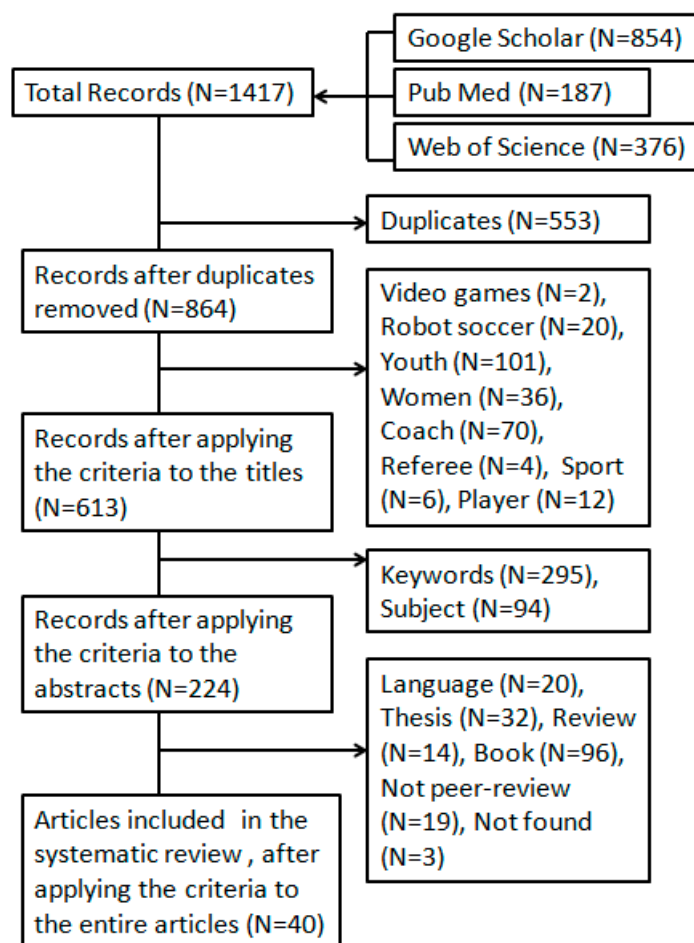 Google Scholar (N=854)
Total Records (N=1417)
Pub Med (N=187)
Web of Science (N=376)
Duplicates (N=553)
Records after duplicates
removed (N=864)
Video games (N=2),
Robot soccer (N=20),
Youth (N=101),
Women (N=36),
Coach (N=70),
Referee (N=4), Sport
(N=6), Player (N=12)
Records after applying
the criteria to the titles
(N=613)
Keywords (N=295),
Subject (N=94)
Records after applying
the criteria to the
abstracts (N=224)
Language (N=20),
Thesis (N=32), Review
(N=14), Book (N=96),
Not peer-review
(N=19), Not found
(N=3)
Articles included in the
systematic review , after
applying the criteria to
the entire articles (N=40)